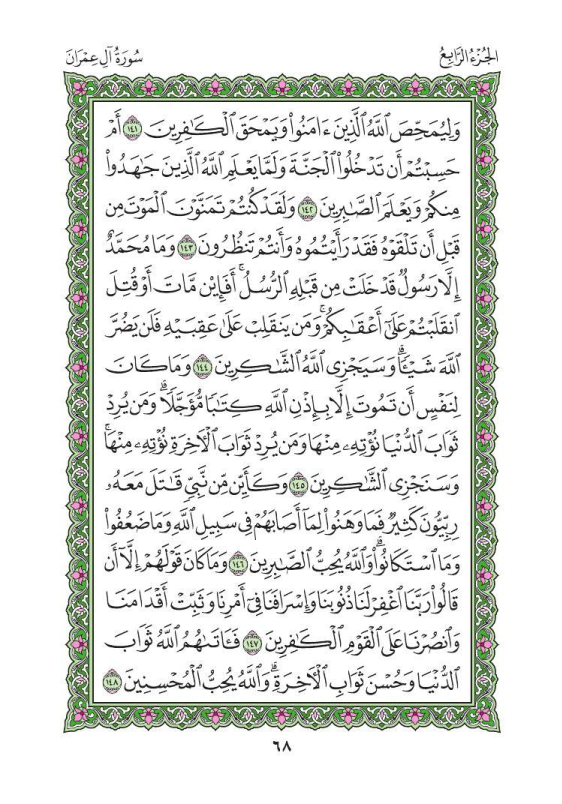 الجُزْءُ الرَّابِعُ
سُورَةُ آلِ عِمْرَانَ
وَلِيُمَحِّصَ ٱللَّهُ ٱلَّذِينَ ءَامَنُوا۟ وَيَمْحَقَ ٱلْكَٰفِرِينَ ١٤١ أَمْ
حَسِبْتُمْ أَن تَدْخُلُوا۟ ٱلْجَنَّةَ وَلَمَّا يَعْلَمِ ٱللَّهُ ٱلَّذِينَ جَٰهَدُوا۟
مِنكُمْ وَيَعْلَمَ ٱلصَّٰبِرِينَ ١٤٢ وَلَقَدْ كُنتُمْ تَمَنَّوْنَ ٱلْمَوْتَ مِن
قَبْلِ أَن تَلْقَوْهُ فَقَدْ رَأَيْتُمُوهُ وَأَنتُمْ تَنظُرُونَ ١٤٣ وَمَا مُحَمَّدٌ
إِلَّا رَسُولٌ قَدْ خَلَتْ مِن قَبْلِهِ ٱلرُّسُلُ ۚ أَفَإِي۟ن مَّاتَ أَوْ قُتِلَ
ٱنقَلَبْتُمْ عَلَىٰٓ أَعْقَٰبِكُمْ ۚ وَمَن يَنقَلِبْ عَلَىٰ عَقِبَيْهِ فَلَن يَضُرَّ
ٱللَّهَ شَيْـًٔا ۗ وَسَيَجْزِى ٱللَّهُ ٱلشَّٰكِرِينَ ١٤٤ وَمَا كَانَ
لِنَفْسٍ أَن تَمُوتَ إِلَّا بِإِذْنِ ٱللَّهِ كِتَٰبًا مُّؤَجَّلًا ۗ وَمَن يُرِدْ
ثَوَابَ ٱلدُّنْيَا نُؤْتِهِۦ مِنْهَا وَمَن يُرِدْ ثَوَابَ ٱلْءَاخِرَةِ نُؤْتِهِۦ مِنْهَا ۚ
وَسَنَجْزِى ٱلشَّٰكِرِينَ ١٤٥ وَكَأَيِّن مِّن نَّبِىٍّ قَٰتَلَ مَعَهُۥ
رِبِّيُّونَ كَثِيرٌ فَمَا وَهَنُوا۟ لِمَآ أَصَابَهُمْ فِى سَبِيلِ ٱللَّهِ وَمَا ضَعُفُوا۟
وَمَا ٱسْتَكَانُوا۟ ۗ وَٱللَّهُ يُحِبُّ ٱلصَّٰبِرِينَ ١٤٦ وَمَا كَانَ قَوْلَهُمْ إِلَّآ أَن
قَالُوا۟ رَبَّنَا ٱغْفِرْ لَنَا ذُنُوبَنَا وَإِسْرَافَنَا فِىٓ أَمْرِنَا وَثَبِّتْ أَقْدَامَنَا
وَٱنصُرْنَا عَلَى ٱلْقَوْمِ ٱلْكَٰفِرِينَ ١٤٧ فَـَٔاتَىٰهُمُ ٱللَّهُ ثَوَابَ
ٱلدُّنْيَا وَحُسْنَ ثَوَابِ ٱلْءَاخِرَةِ ۗ وَٱللَّهُ يُحِبُّ ٱلْمُحْسِنِينَ ١٤٨
٦٨